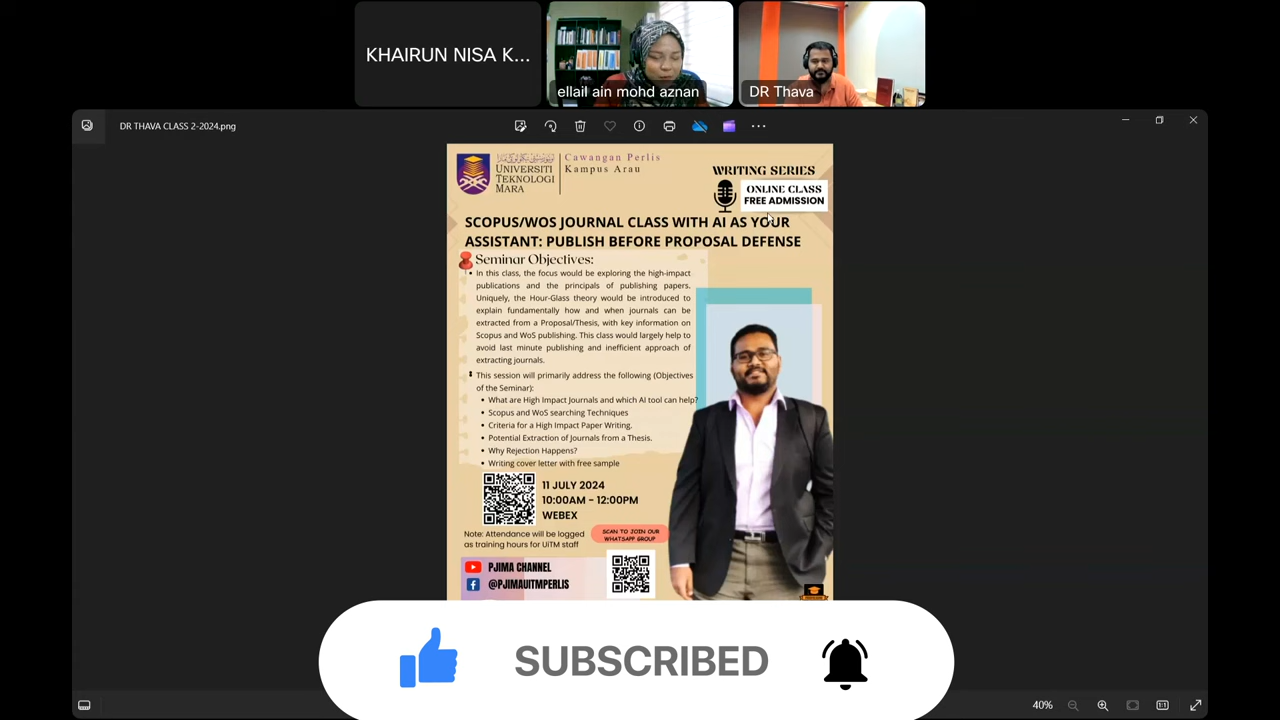 KHAIRUN NISA K...
ellail ain mohd aznan
DR Thava
DR THAVA CLASS 2-2024.png
UNIVERSITI
TEKNOLOGI
MARA
Cawangan Perlis
Kampus Arau
WRITING SERIES
ONLINE CLASS
FREE ADMISSION
SCOPUS/WOS JOURNAL CLASS WITH AI AS YOUR
ASSISTANT: PUBLISH BEFORE PROPOSAL DEFENSE
Seminar Objectives:
• In this class, the focus would be exploring the high-impact
publications and the principals of publishing papers.
Uniquely, the Hour-Glass theory would be introduced to
explain fundamentally how and when journals can be
extracted from a Proposal/Thesis, with key information on
Scopus and WoS publishing. This class would largely help to
avoid last minute publishing and inefficient approach of
extracting journals.
• This session will primarily address the following (Objectives
of the Seminar):
• What are High Impact Journals and which AI tool can help?
• Scopus and WoS searching Techniques
• Criteria for a High Impact Paper Writing.
• Potential Extraction of Journals from a Thesis.
• Why Rejection Happens?
• Writing cover letter with free sample
11 JULY 2024
10:00AM - 12:00PM
WEBEX
Note: Attendance will be logged
as training hours for UiTM staff
SCAN TO JOIN OUR
WHATSAPP GROUP
PJIMA CHANNEL
@PJIMAUITMPERLIS
SUBSCRIBED
40%